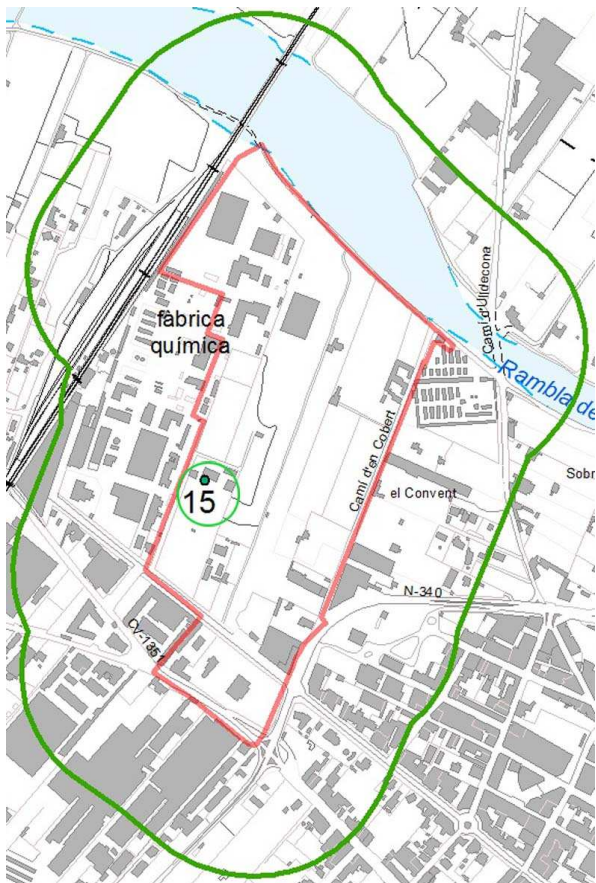 Camí d'Ulldecona
fàbrica
química
Rambla de
Camí d'en Cobert
Sobr
el Convent
15
N-340
CV-135